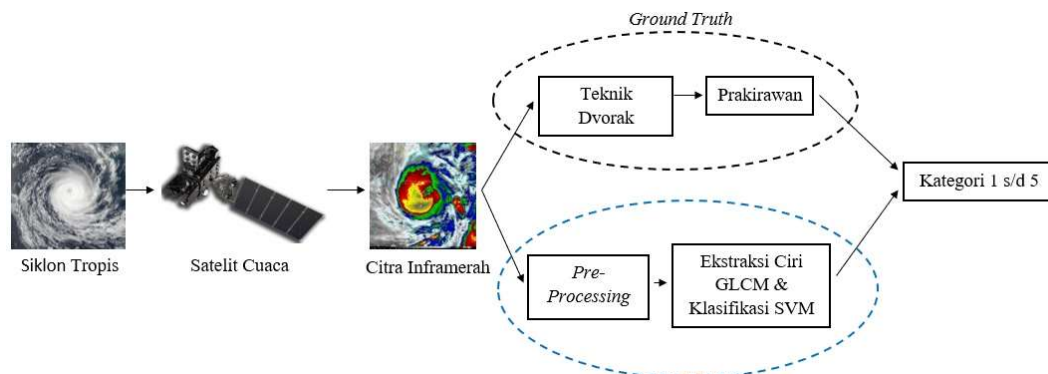 Ground Truth
Teknik
Dvorak
Prakirawan
Kategori 1 s/d 5
Siklon Tropis
Satelit Cuaca
Citra Inframerah
Pre-
Processing
Ekstraksi Ciri
GLCM &
Klasifikasi SVM